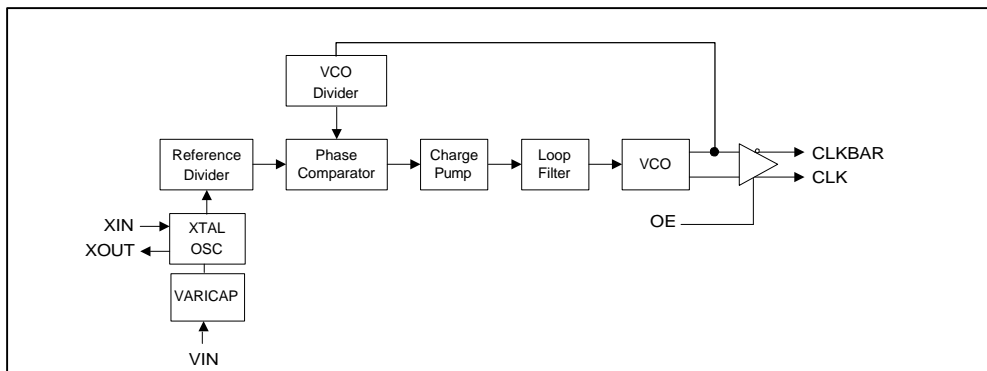 VCO
Divider
Reference
Divider
Phase
Comparator
Charge
Pump
Loop
Filter
VCO
CLKBAR
CLK
XIN
XOUT
XTAL
OSC
OE
VARICAP
VIN